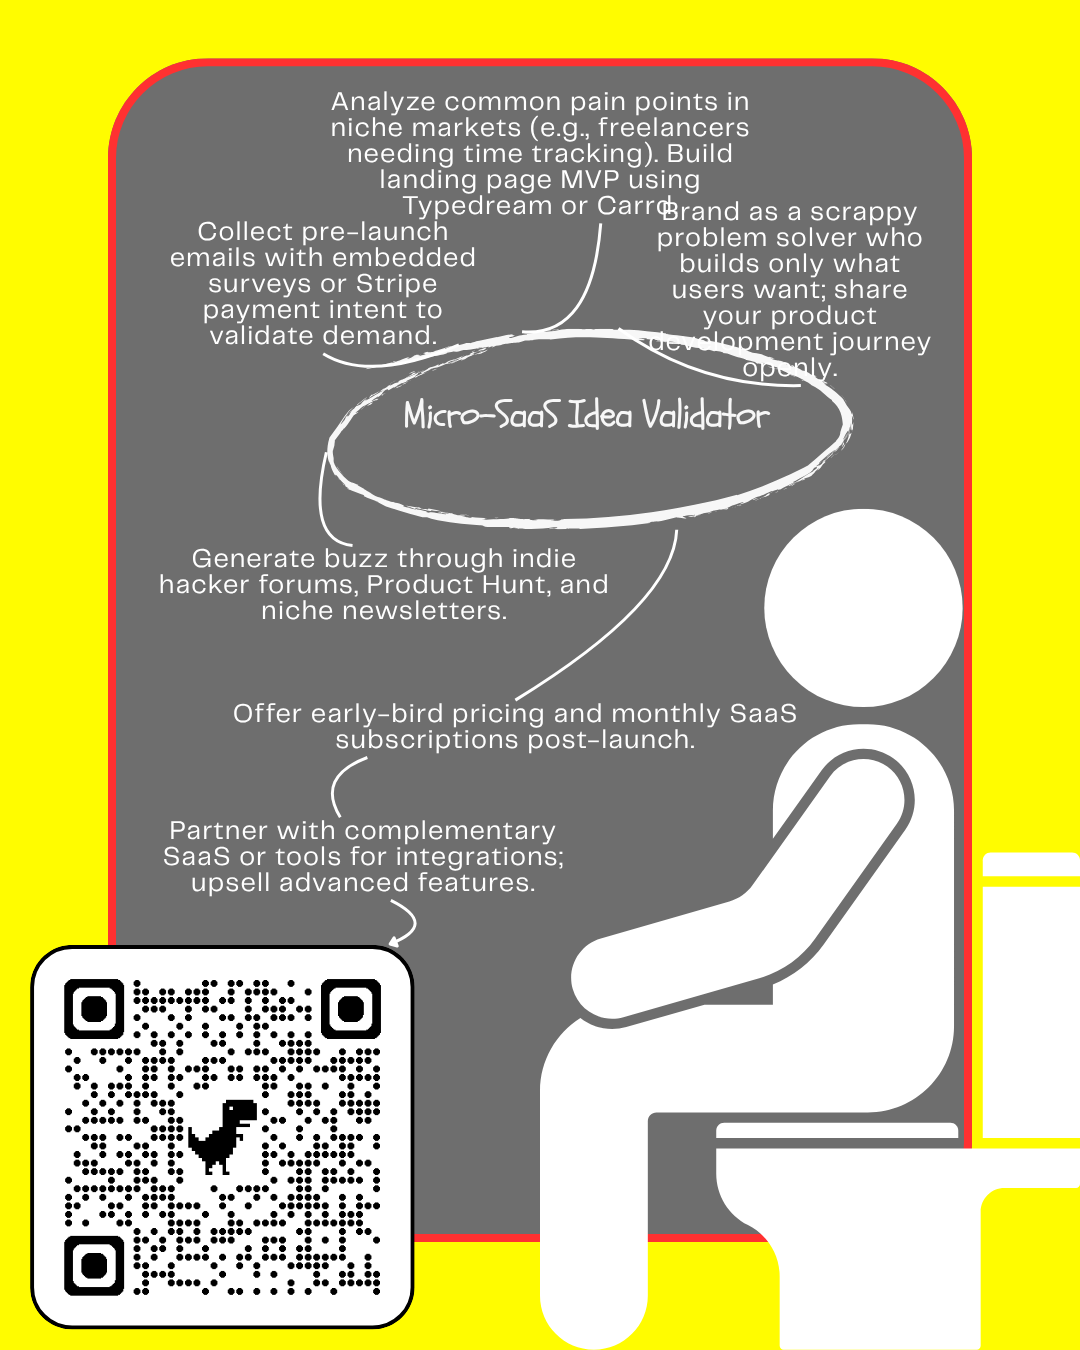 Analyze common pain points in
niche markets (e.g., freelancers
needing time tracking). Build
landing page MVP using
Typedream or Carrd.
Brand as a scrappy
problem solver who
builds only what
users want; share
your product
development journey
openly.
Collect pre-launch
emails with embedded
surveys or Stripe
payment intent to
validate demand.
Micro-SaaS Idea Validator
Generate buzz through indie
hacker forums, Product Hunt, and
niche newsletters.
Offer early-bird pricing and monthly SaaS
subscriptions post-launch.
Partner with complementary
SaaS or tools for integrations;
upsell advanced features.